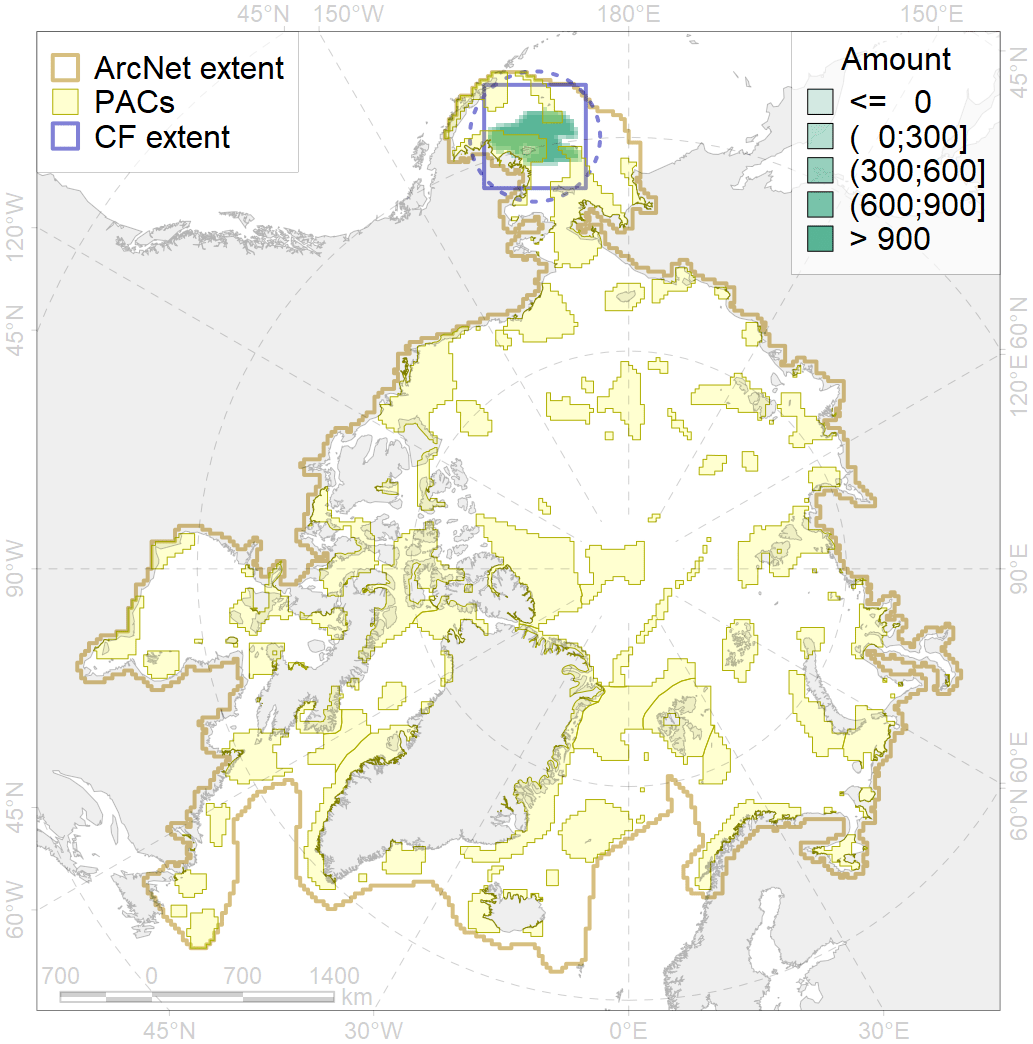 45°N 150°W 180°E 150°E
ArcNet extent
PACs
CF extent
Amount
<= 0
( 0;300]
(300;600]
(600;900]
> 900
45°N
120°W
45°N
60°N
120°E
90°W
90°E
45°N
60°E
60°N
60°W
700 0 700 1400
km
45°N 30°W 0°E 30°E